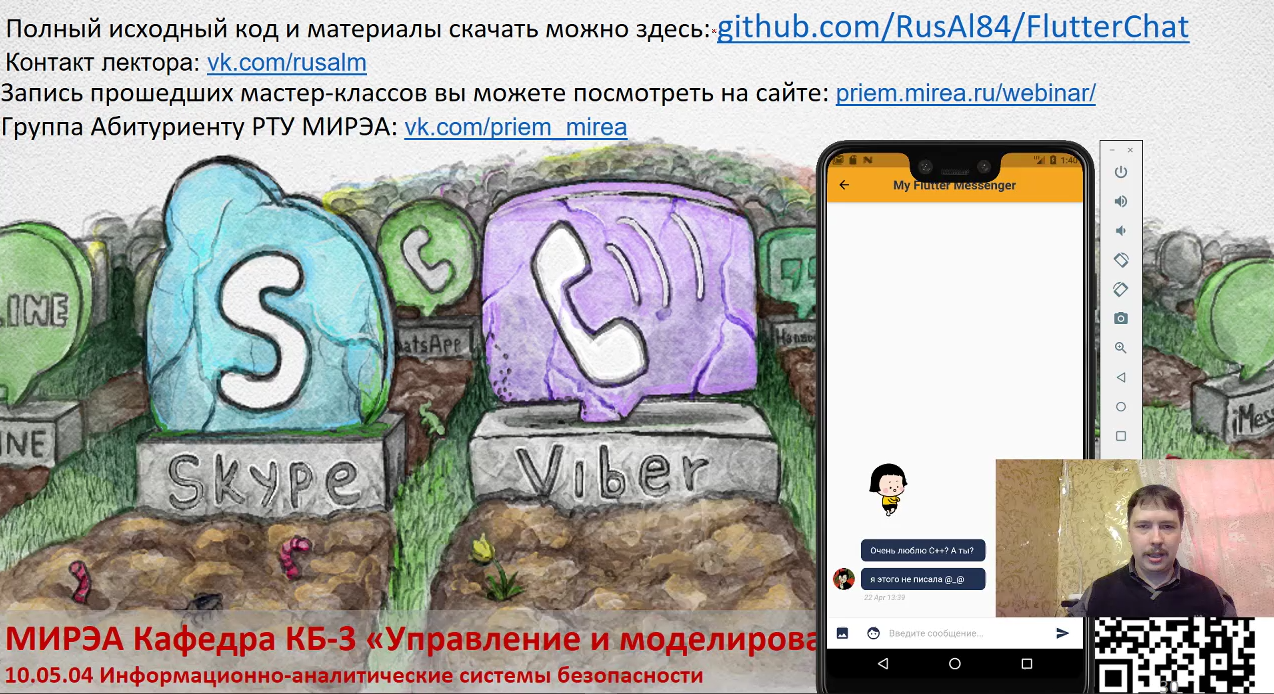 Полный исходный код и материалы скачать можно здесь: github.com/RusAl84/FlutterChat
Контакт лектора: vk.com/rusalm
Запись прошедших мастер-классов вы можете посмотреть на сайте: priem.mirea.ru/webinar/
Группа Абитуриенту РТУ МИРЭА: vk.com/priem_mirea
1:40
My Flutter Messenger
LINE
S
atsApp
INE
Skype
Viber
iMess
Очень люблю C++? А ты?
я этого не писала @_@
22 Apr 13:39
Введите сообщение...
МИРЭА Кафедра КБ-3 «Управление и моделирова
10.05.04 Информационно-аналитические системы безопасности
30